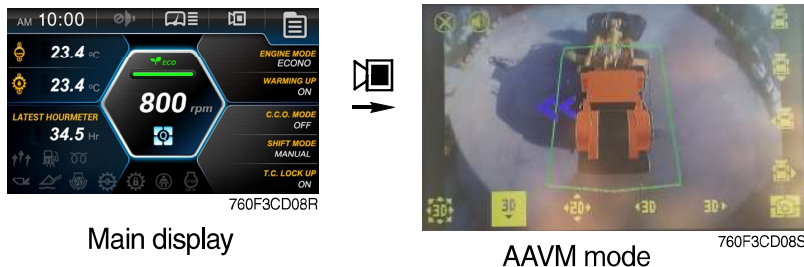 AM 10:00
23.4 ℃
23.4 ℃
LATEST HOURMETER
34.5 Hr
ECO
800 rpm
Q
ENGINE MODE
ECONO
WARMING UP
ON
C.C.O. MODE
OFF
SHIFT MODE
MANUAL
T.C. LOCK UP
ON
760F3CD08R
Main display
3D
3D
2D
3D
3D
760F3CD08S
AAVM mode